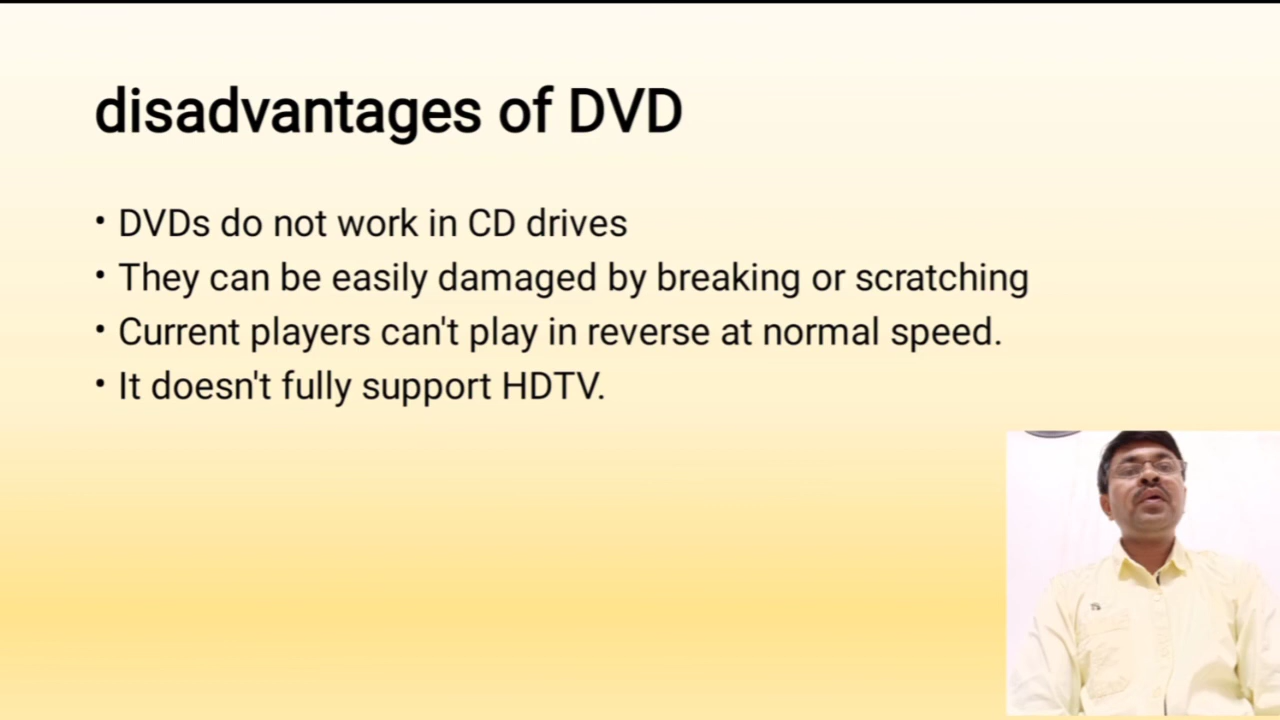 disadvantages of DVD
• DVDs do not work in CD drives
• They can be easily damaged by breaking or scratching
• Current players can't play in reverse at normal speed.
• It doesn't fully support HDTV.